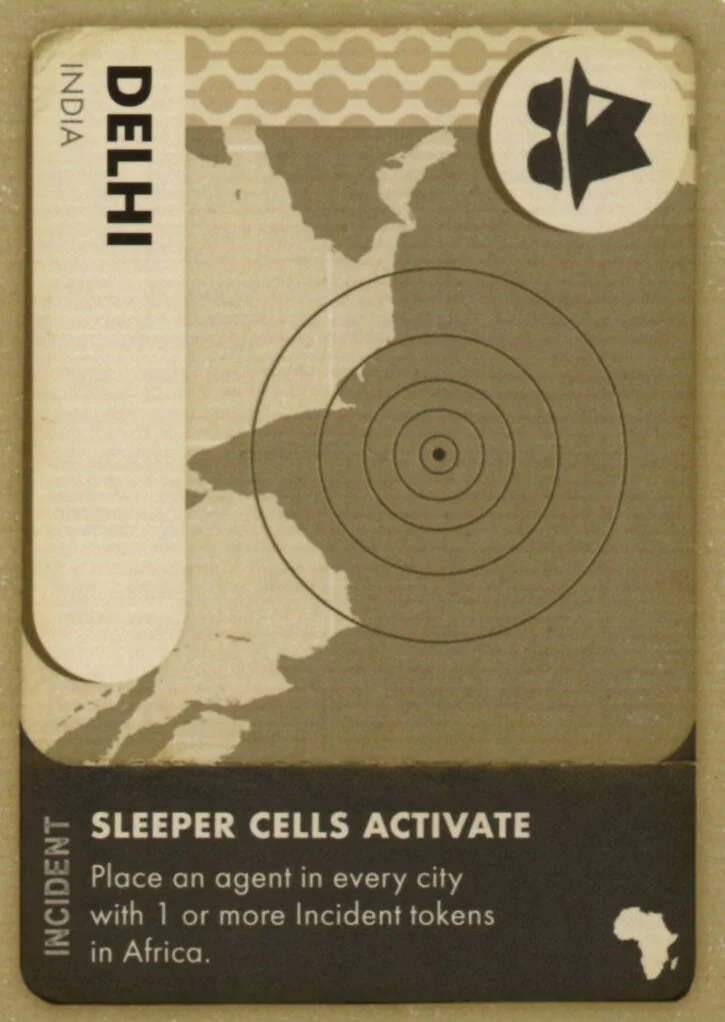 DELHI
INDIA
INCIDENT
SLEEPER CELLS ACTIVATE
Place an agent in every city
with 1 or more Incident tokens
in Africa.